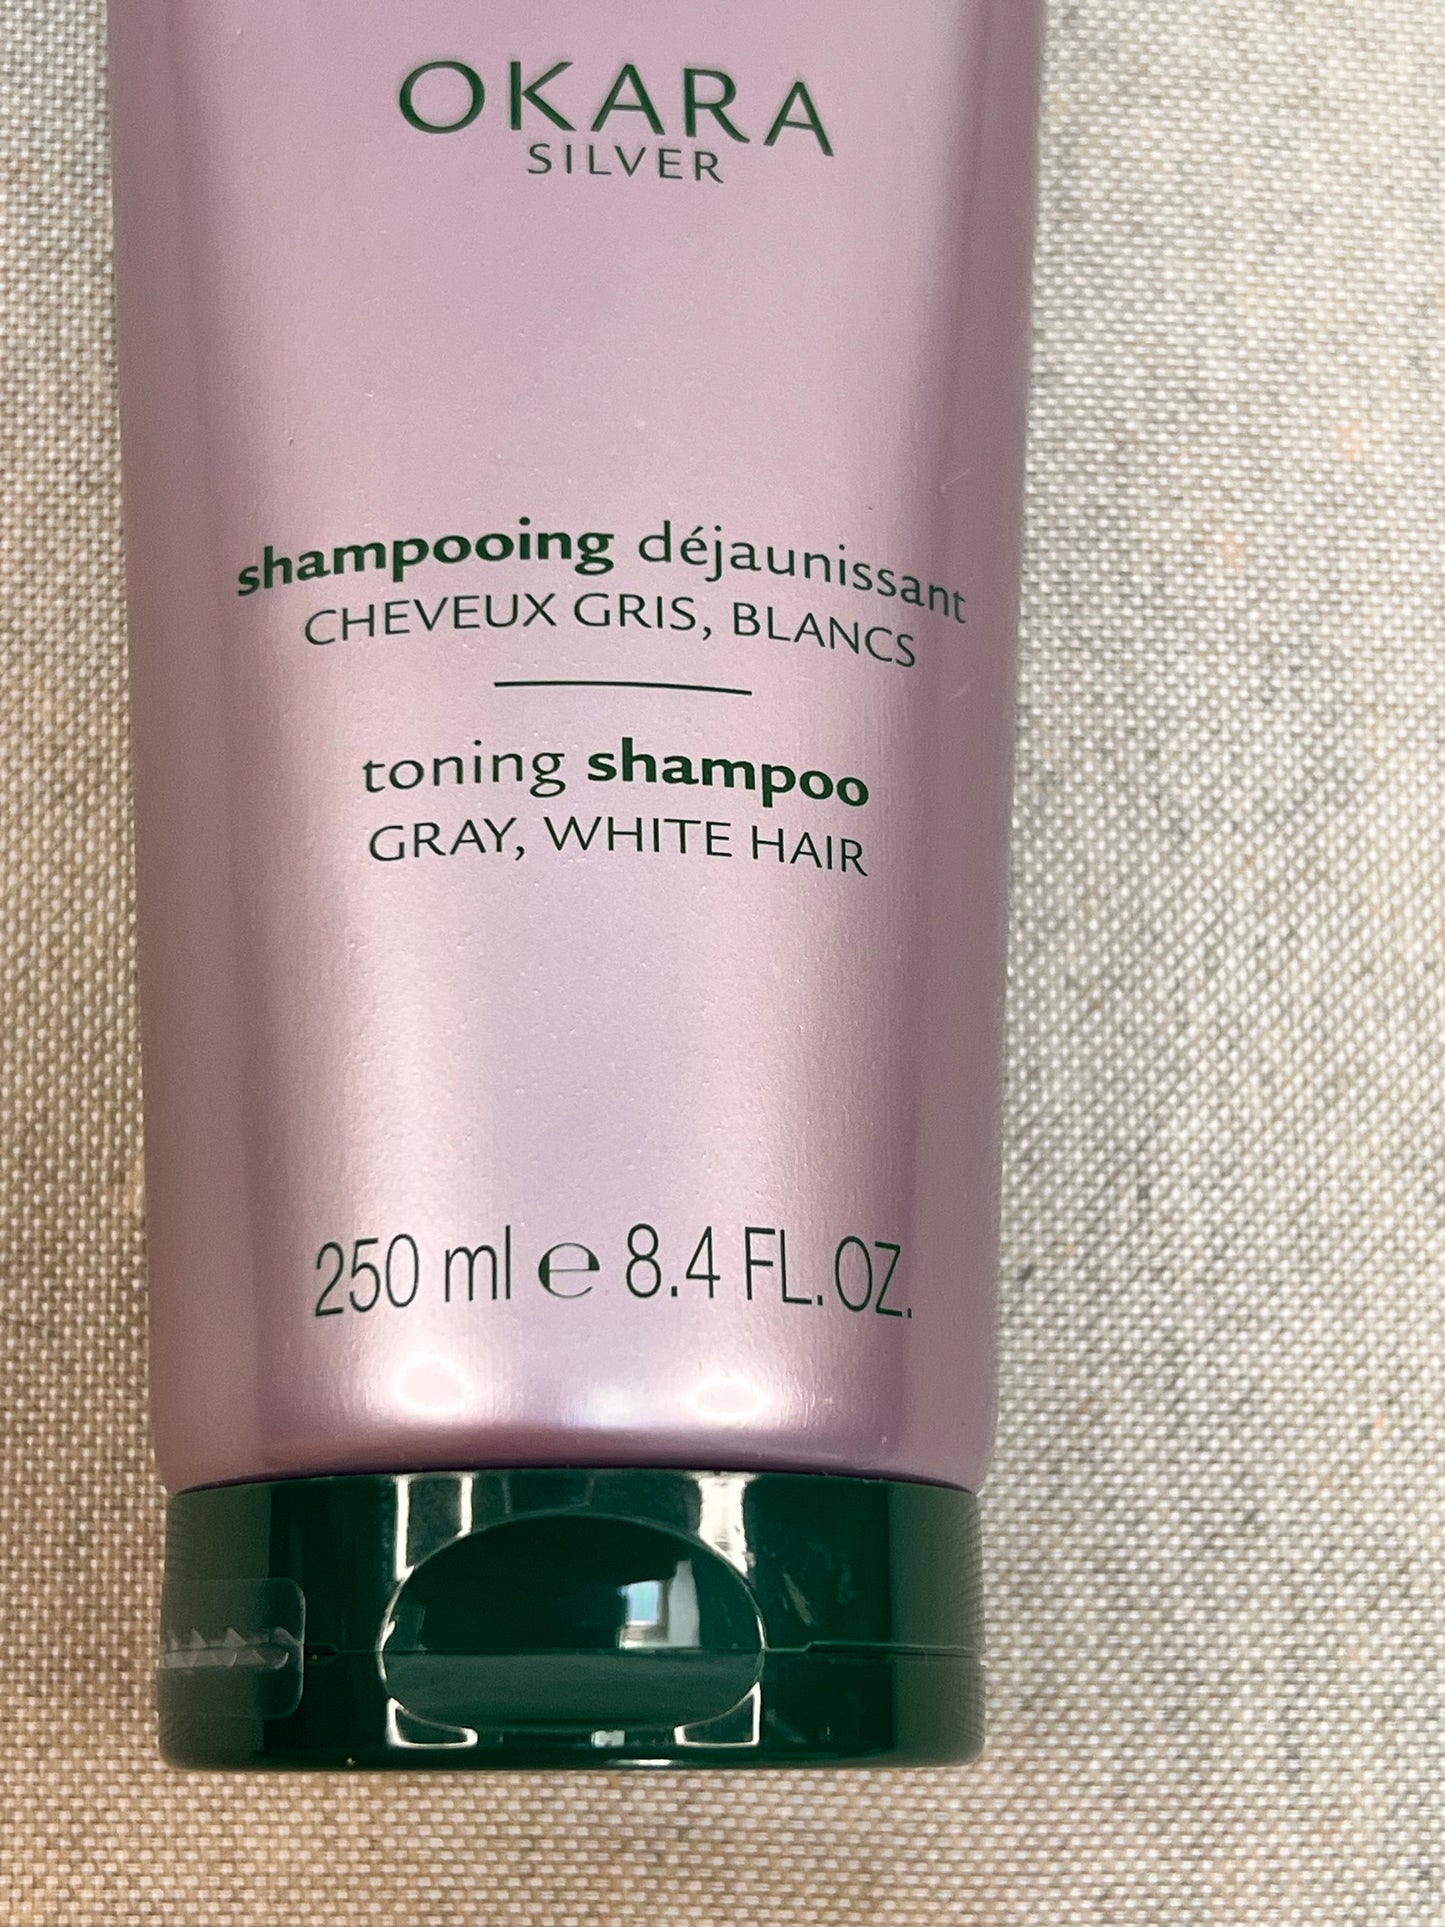 OKARA
SILVER
shampooing déjaunissant
CHEVEUX GRIS, BLANCS
toning shampoo
GRAY, WHITE HAIR
250 ml ℮ 8.4 FL.OZ.